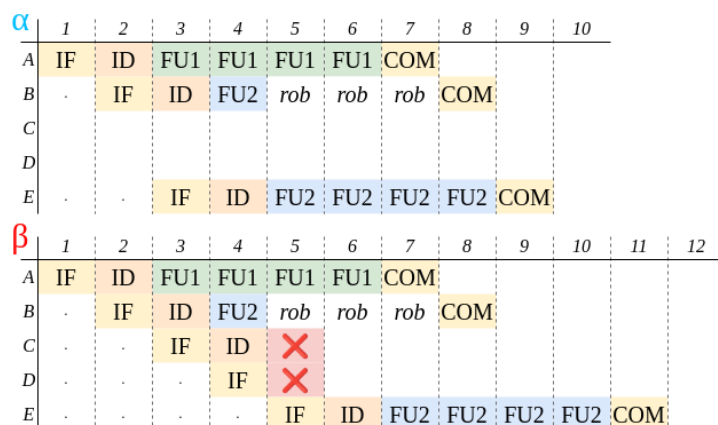 α 1 2 3 4 5 6 7 8 9 10
A IF ID FU1 FU1 FU1 FU1 COM
B . IF ID FU2 rob rob rob COM
C
D
E . . IF ID FU2 FU2 FU2 FU2 COM
β 1 2 3 4 5 6 7 8 9 10 11 12
A IF ID FU1 FU1 FU1 FU1 COM
B . IF ID FU2 rob rob rob COM
C . . IF ID ❌
D . . . IF ❌
E . . . . IF ID FU2 FU2 FU2 FU2 COM